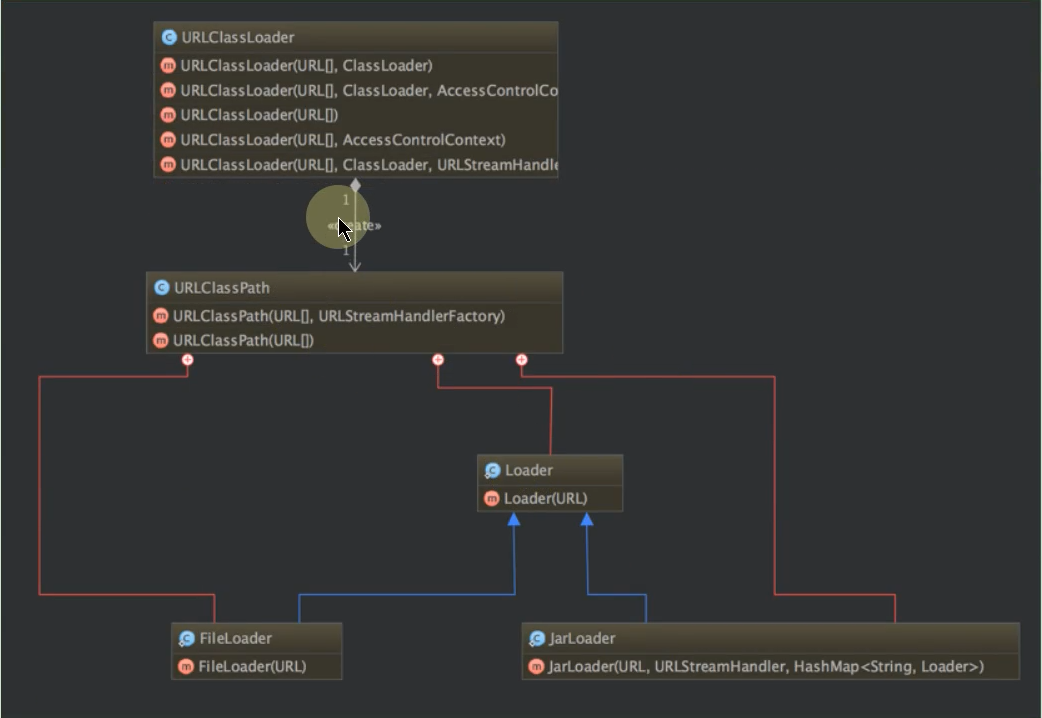 URLClassLoader
URLClassLoader(URL[], ClassLoader)
URLClassLoader(URL[], ClassLoader, AccessControlCo
URLClassLoader(URL[])
URLClassLoader(URL[], AccessControlContext)
URLClassLoader(URL[], ClassLoader, URLStreamHandle
1
«create»
1
URLClassPath
URLClassPath(URL[], URLStreamHandlerFactory)
URLClassPath(URL[])
Loader
Loader(URL)
FileLoader
FileLoader(URL)
JarLoader
JarLoader(URL, URLStreamHandler, HashMap<String, Loader>)